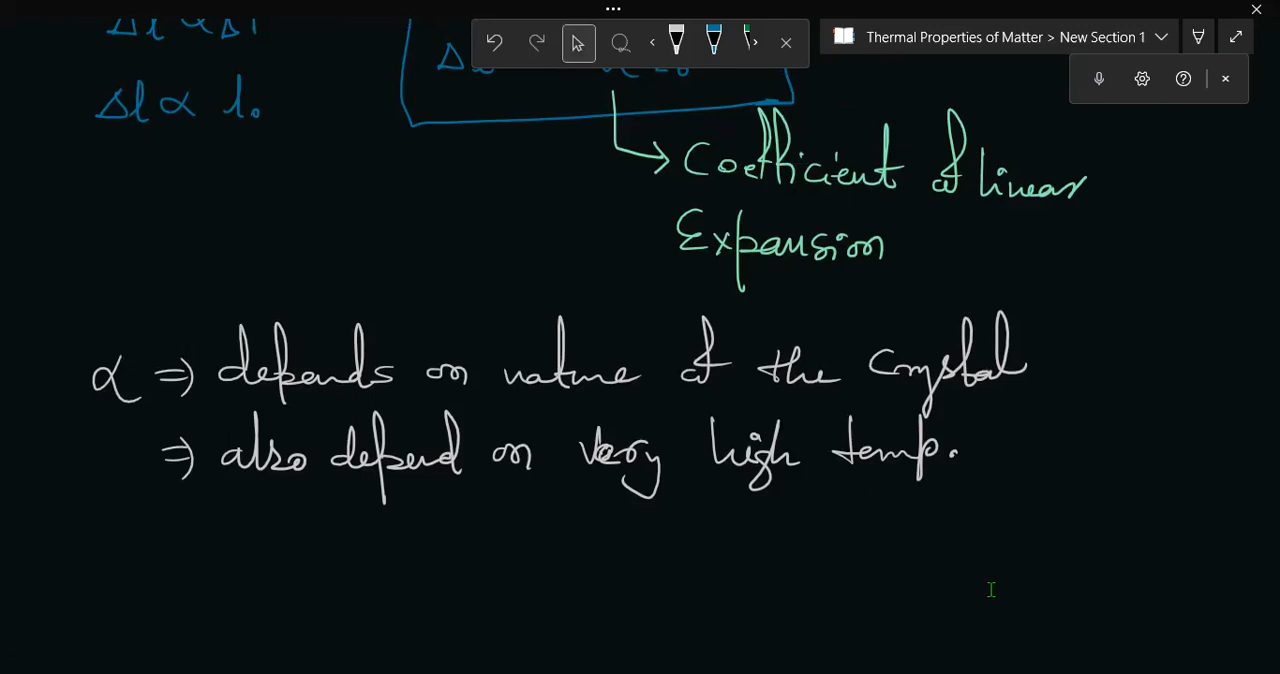 Thermal Properties of Matter > New Section 1
Δl ∝ l₀
Coefficient of linear
Expansion
α ⇒ depends on nature of the crystal
⇒ also depend on very high temp.